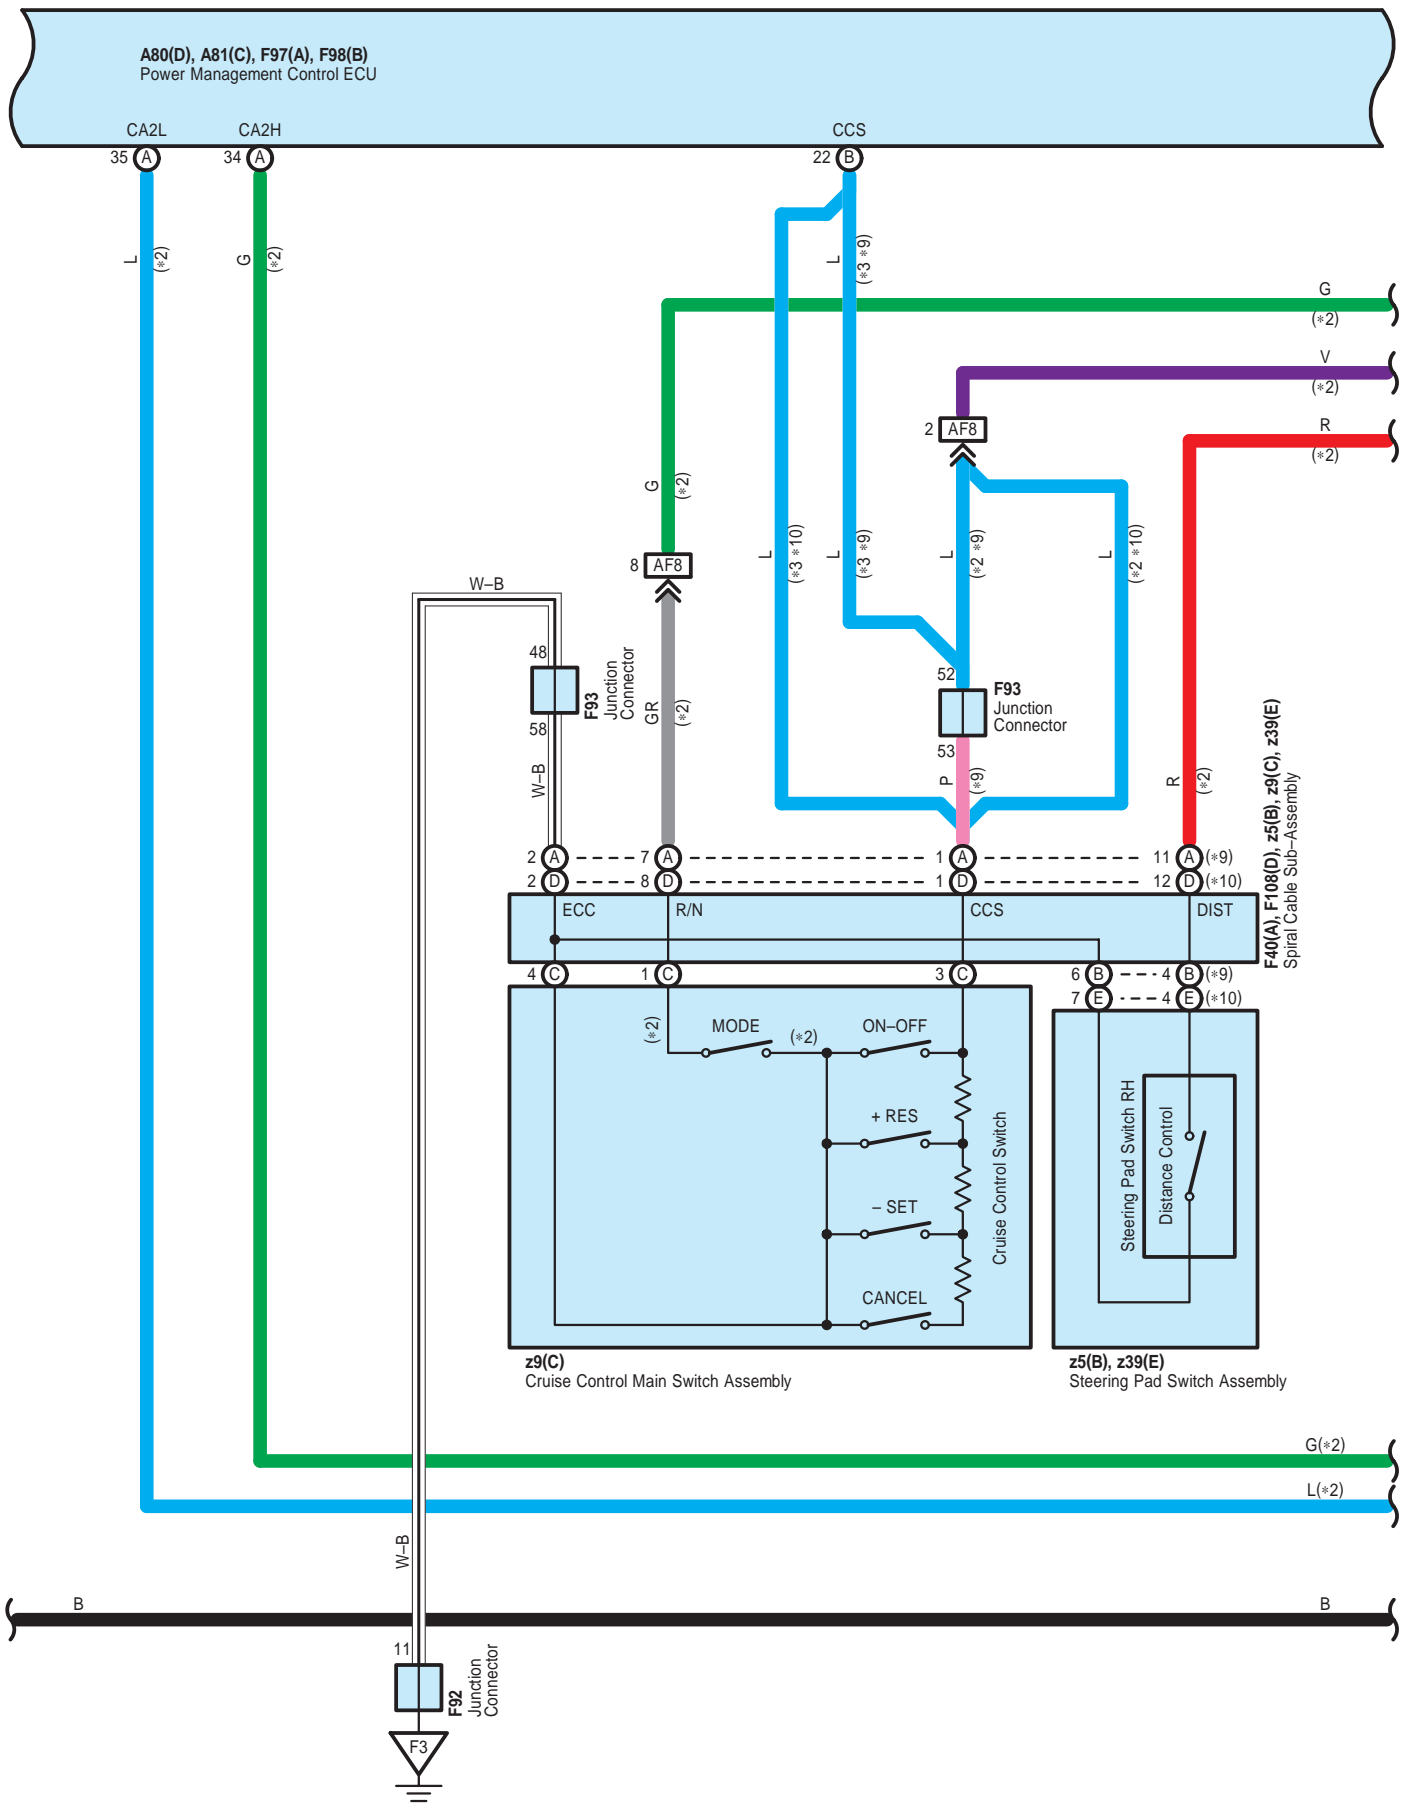 A80(D), A81(C), F97(A), F98(B)
Power Management Control ECU
CA2L
CA2H
CCS
35 A
34 A
22 B
L
(*2)
G
(*2)
L
(*3 *9)
G
(*2)
V
(*2)
R
(*2)
2 AF8
G
(*2)
8 AF8
L
(*3 *10)
L
(*3 *9)
L
(*2 *9)
L
(*2 *10)
W–B
48
58
F93
Junction
Connector
W–B
GR
(*2)
52
53
F93
Junction
Connector
P
(*9)
R
(*2)
F40(A), F108(D), z5(B), z9(C), z39(E)
Spiral Cable Sub–Assembly
2 A
7 A
1 A
11 A (*9)
2 D
8 D
1 D
12 D (*10)
ECC
R/N
CCS
DIST
4 C
1 C
3 C
6 B
4 B (*9)
7 E
4 E (*10)
(*2)
MODE
(*2)
ON–OFF
+ RES
– SET
CANCEL
Cruise Control Switch
Steering Pad Switch RH
Distance Control
z9(C)
Cruise Control Main Switch Assembly
z5(B), z39(E)
Steering Pad Switch Assembly
G(*2)
L(*2)
W–B
B
B
11
F92
Junction
Connector
F3